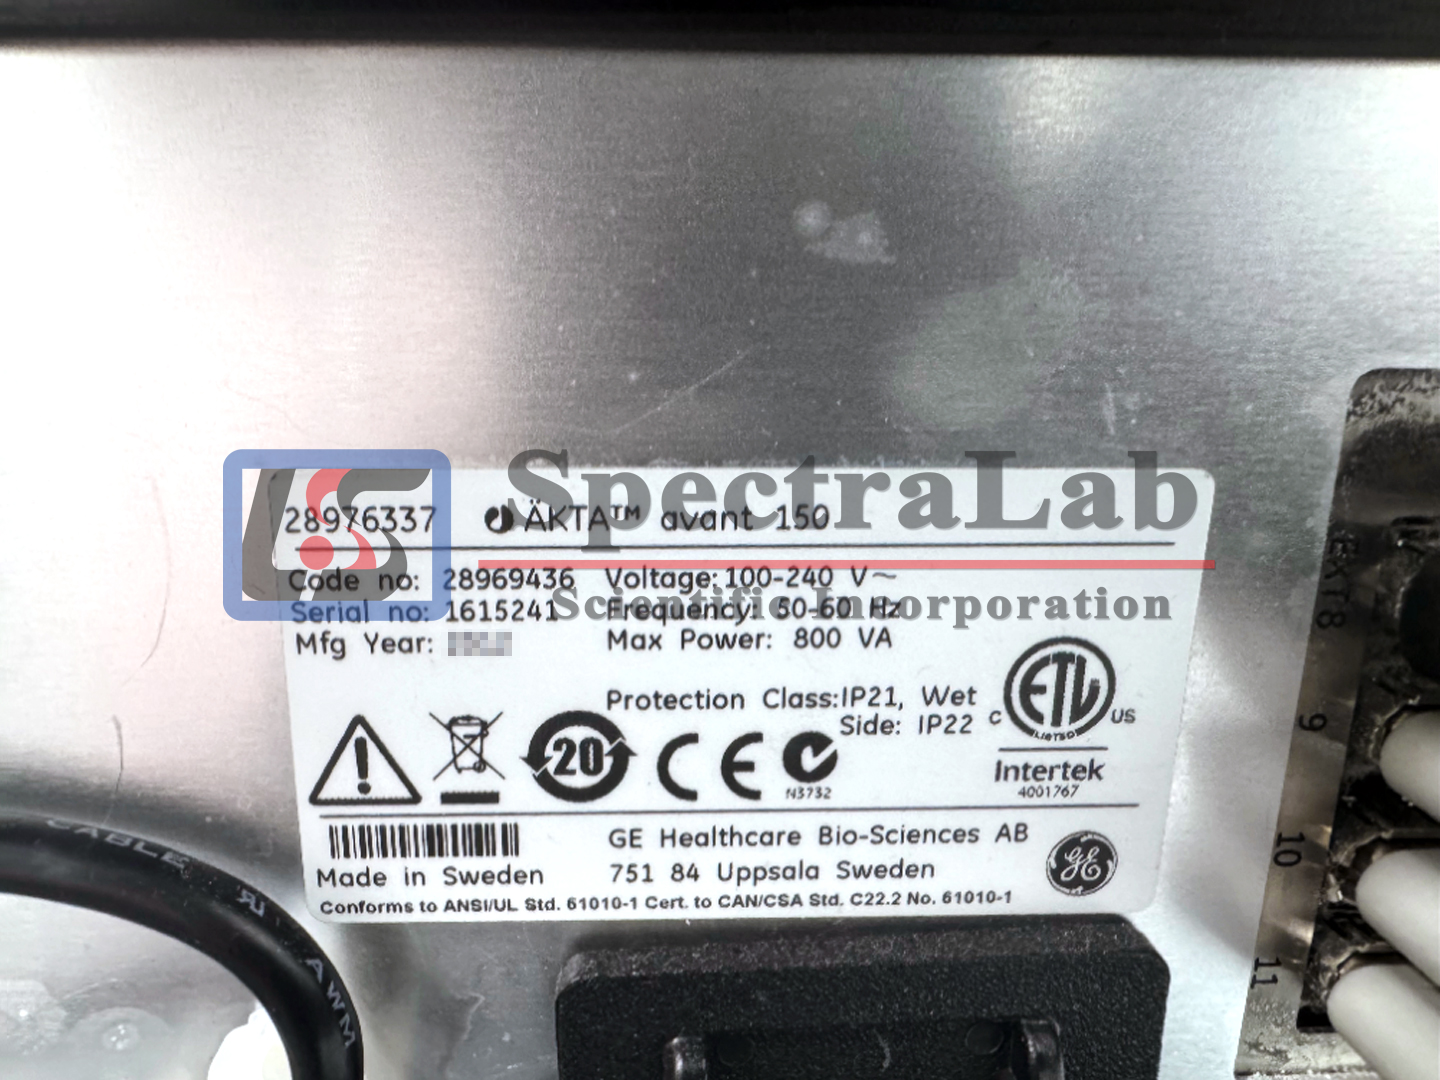 28976337 ÄKTA™ avant 150
Code no: 28969436 Voltage: 100-240 V~
Serial no: 1615241 Frequency: 50-60 Hz
Mfg Year: Max Power: 800 VA
Protection Class:IP21, Wet
Side: IP22
C ETL US
LISTED
Intertek
4001767
20 CE
N3732
GE Healthcare Bio-Sciences AB
Made in Sweden 751 84 Uppsala Sweden
GE
Conforms to ANSI/UL Std. 61010-1 Cert. to CAN/CSA Std. C22.2 No. 61010-1
SpectraLab
Scientific Incorporation
CABLE
AWM
9
10
11